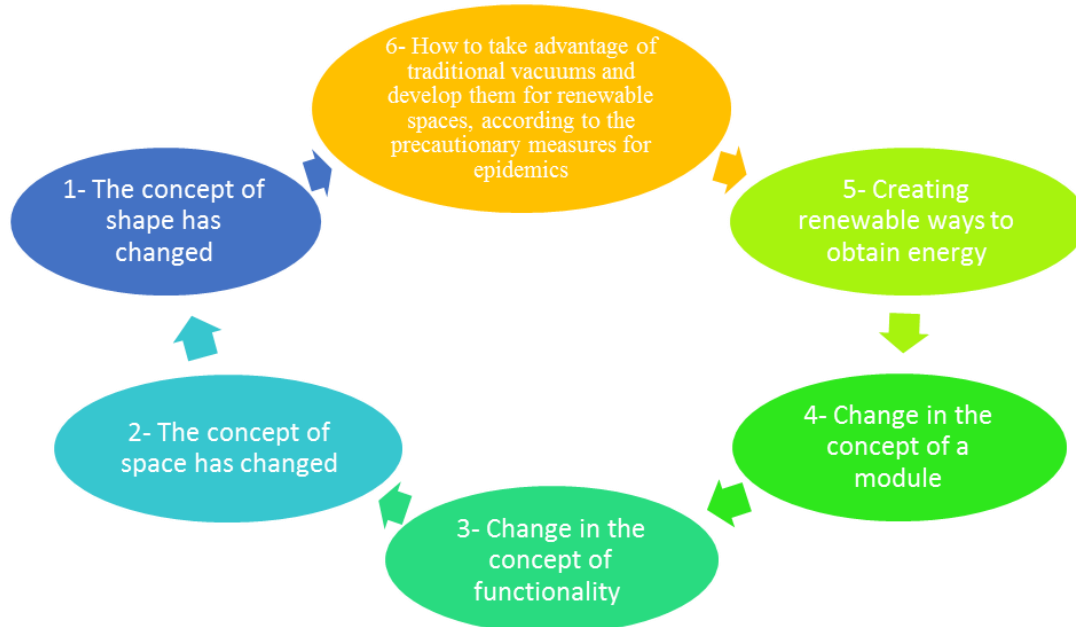 6- How to take advantage of
traditional vacuums and
develop them for renewable
spaces, according to the
precautionary measures for
epidemics
1- The concept of
shape has
changed
5- Creating
renewable ways to
obtain energy
2- The concept of
space has changed
4- Change in the
concept of a
module
3- Change in the
concept of
functionality